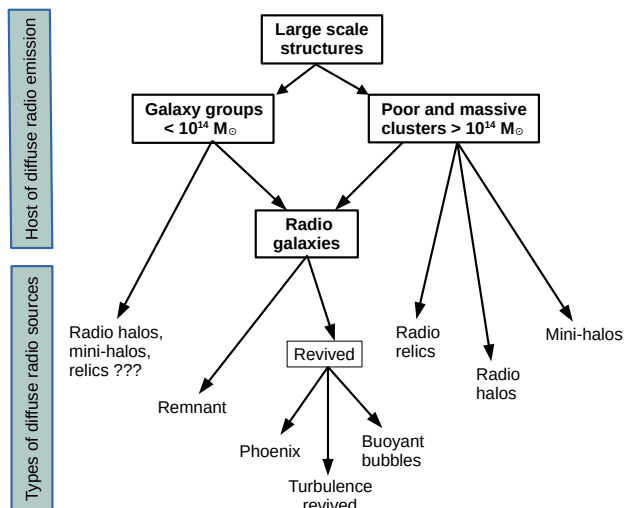 Host of diffuse radio emission
Types of diffuse radio sources
Large scale
structures
Galaxy groups
< 10¹⁴ M☉
Poor and massive
clusters > 10¹⁴ M☉
Radio
galaxies
Radio halos,
mini-halos,
relics ???
Remnant
Revived
Radio
relics
Radio
halos
Mini-halos
Phoenix
Turbulence
revived
Buoyant
bubbles